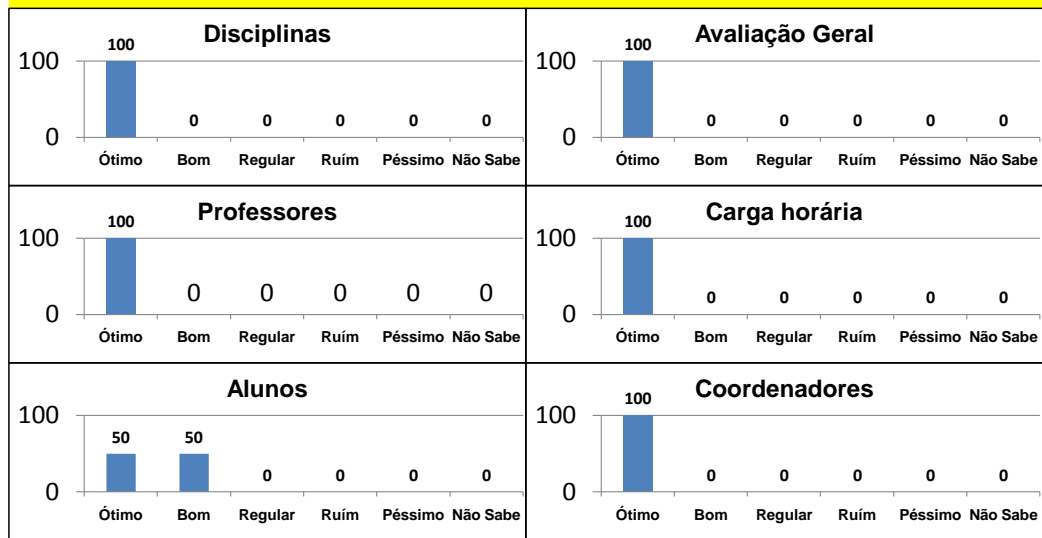 Disciplinas
100
100
0 0 0 0 0
0
Ótimo Bom Regular Ruím Péssimo Não Sabe
Avaliação Geral
100
100
0 0 0 0 0
0
Ótimo Bom Regular Ruím Péssimo Não Sabe
Professores
100
100
0 0 0 0 0
0
Ótimo Bom Regular Ruím Péssimo Não Sabe
Carga horária
100
100
0 0 0 0 0
0
Ótimo Bom Regular Ruím Péssimo Não Sabe
Alunos
100
50 50
0 0 0 0
0
Ótimo Bom Regular Ruím Péssimo Não Sabe
Coordenadores
100
100
0 0 0 0 0
0
Ótimo Bom Regular Ruím Péssimo Não Sabe